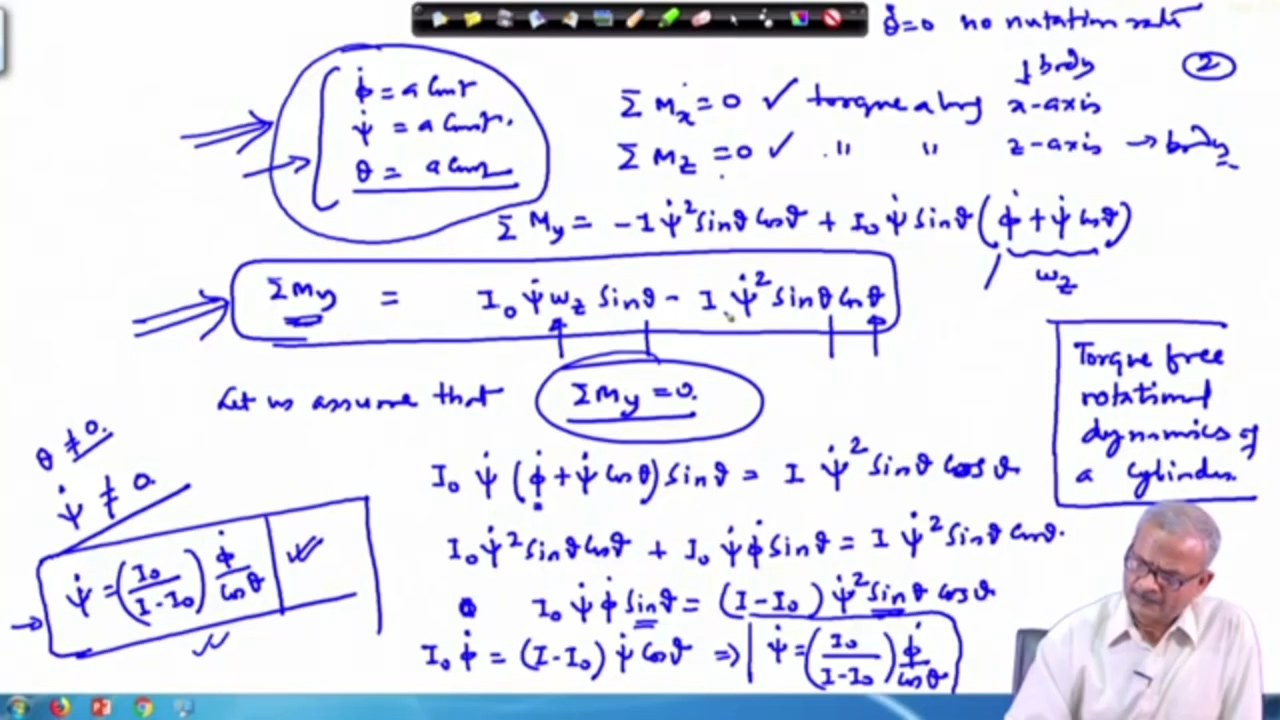 θ̇=0 no nutation rate
②
φ̇ = a const
ψ̇ = a const.
θ = a const
↓ body
Σ Mx = 0 ✓ torque along x-axis
Σ Mz = 0 ✓ " " z-axis → body
Σ My = -I ψ̇² sinθ cosθ + I₀ ψ̇ sinθ (φ̇ + ψ̇ cosθ)
ωz
ΣMy = I₀ ψ̇ ωz sinθ - I ψ̇² sinθ cosθ
Let us assume that ΣMy = 0.
Torque free
rotational
dynamics of
a cylinder
θ ≠ 0.
ψ̇ ≠ 0.
I₀ ψ̇ (φ̇ + ψ̇ cosθ) sinθ = I ψ̇² sinθ cosθ
I₀ ψ̇² sinθ cosθ + I₀ ψ̇ φ̇ sinθ = I ψ̇² sinθ cosθ.
I₀ ψ̇ φ̇ sinθ = (I-I₀) ψ̇² sinθ cosθ
I₀ φ̇ = (I-I₀) ψ̇ cosθ ⇒ ψ̇ = (I₀/(I-I₀)) φ̇/cosθ
→ ψ̇ = (I₀/(I-I₀)) φ̇/cosθ ✓✓